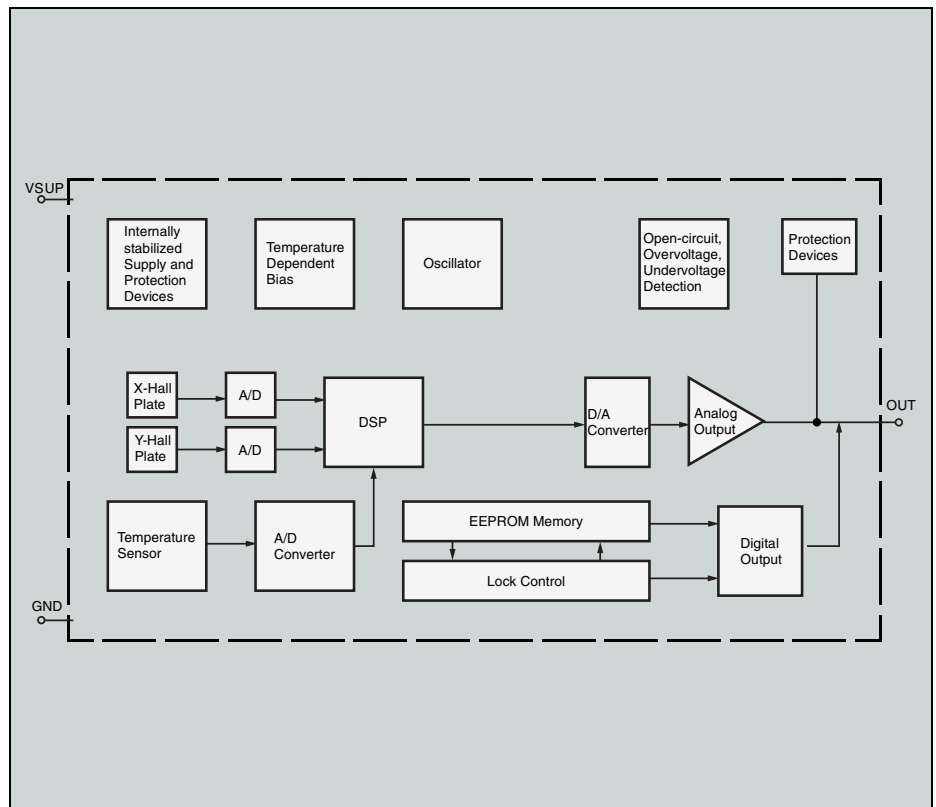 VSUP
Internally
stabilized
Supply and
Protection
Devices
Temperature
Dependent
Bias
Oscillator
Open-circuit,
Overvoltage,
Undervoltage
Detection
Protection
Devices
X-Hall
Plate
A/D
DSP
D/A
Converter
Analog
Output
OUT
Y-Hall
Plate
A/D
Temperature
Sensor
A/D
Converter
EEPROM Memory
Lock Control
Digital
Output
GND